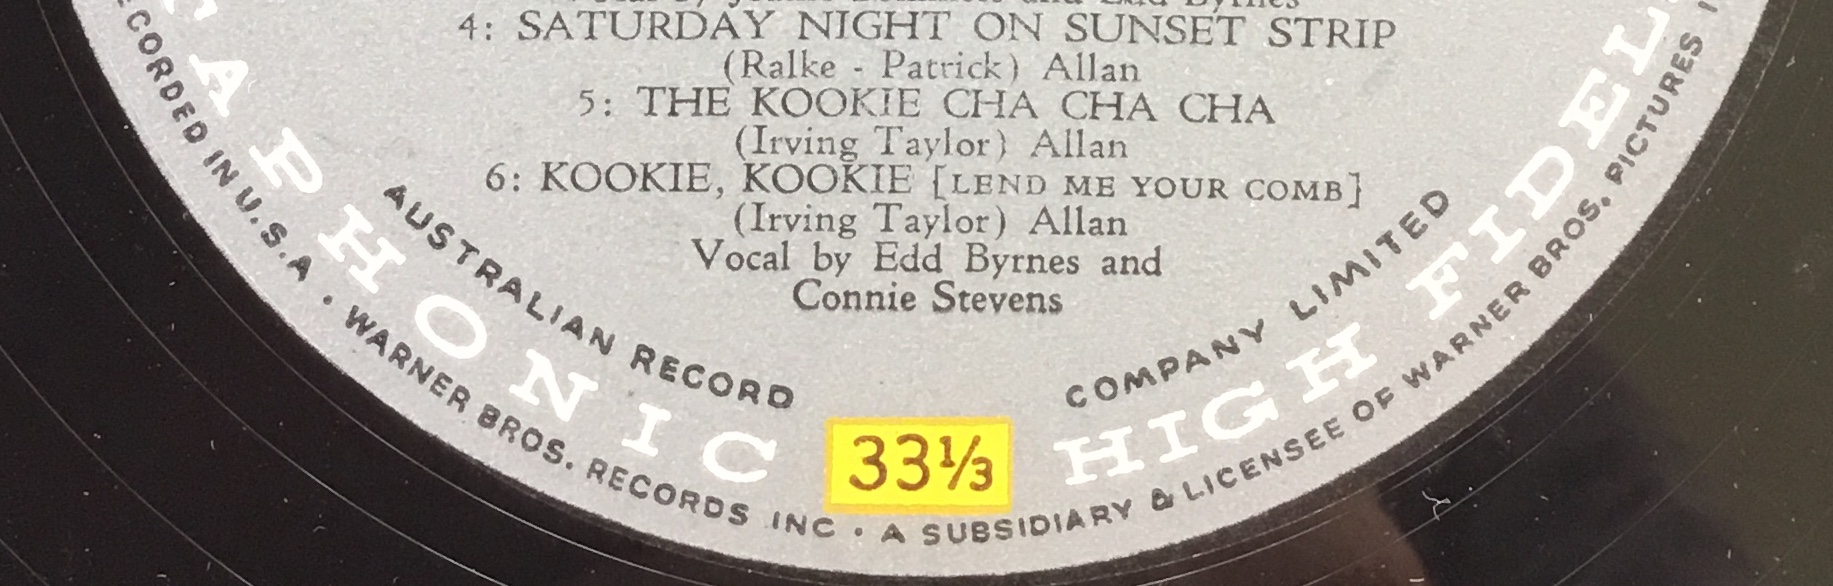 4: SATURDAY NIGHT ON SUNSET STRIP
(Ralke - Patrick) Allan
5: THE KOOKIE CHA CHA CHA
(Irving Taylor) Allan
6: KOOKIE, KOOKIE [LEND ME YOUR COMB]
(Irving Taylor) Allan
Vocal by Edd Byrnes and
Connie Stevens
AUSTRALIAN RECORD COMPANY LIMITED
TAPHONIC HIGH FIDEL
33⅓
ECORDED IN U.S.A · WARNER BROS. RECORDS INC · A SUBSIDIARY & LICENSEE OF WARNER BROS. PICTURES